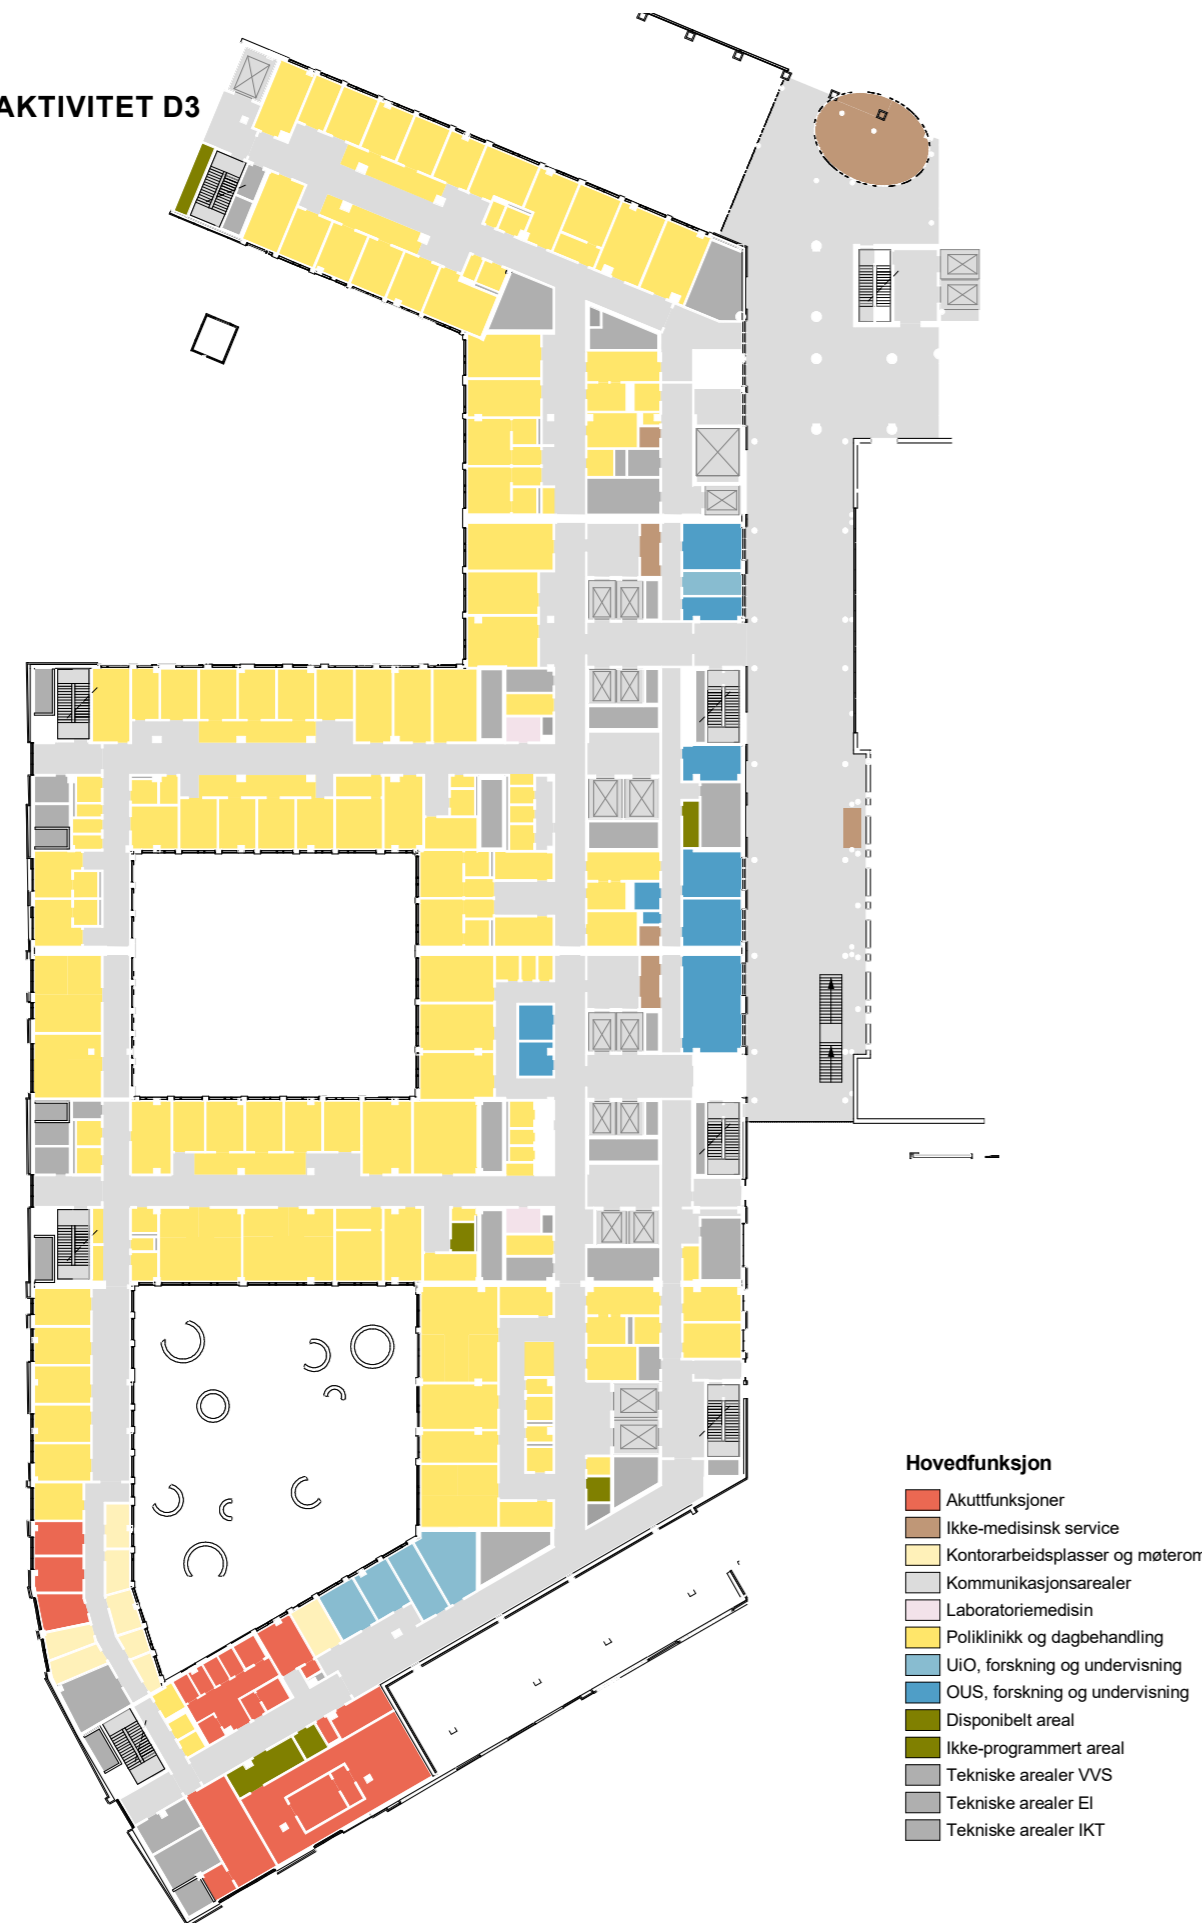 AKTIVITET D3
Hovedfunksjon
Akuttfunksjoner
Ikke-medisinsk service
Kontorarbeidsplasser og møterom
Kommunikasjonsarealer
Laboratoriemedisin
Poliklinikk og dagbehandling
UiO, forskning og undervisning
OUS, forskning og undervisning
Disponibelt areal
Ikke-programmert areal
Tekniske arealer VVS
Tekniske arealer El
Tekniske arealer IKT